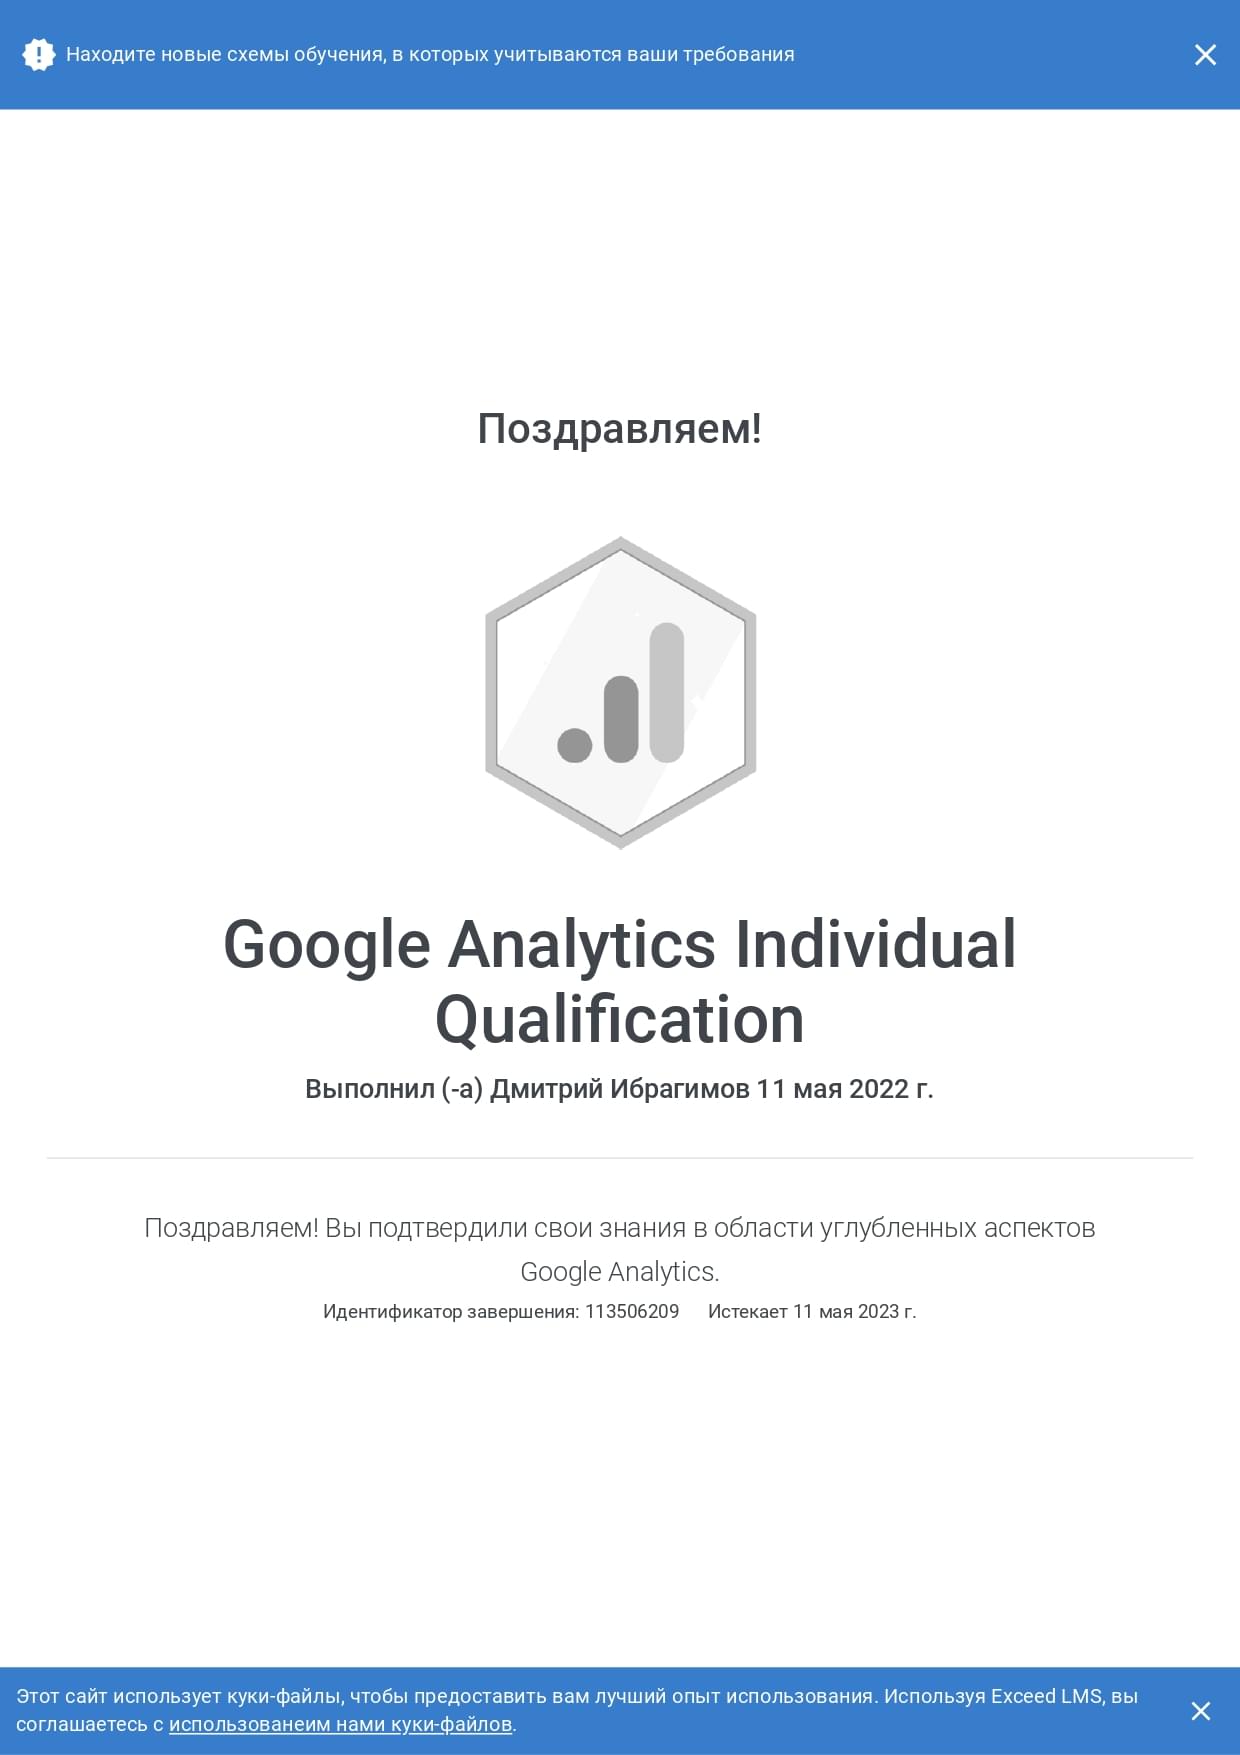 Находите новые схемы обучения, в которых учитываются ваши требования
Поздравляем!
Google Analytics Individual
Qualification
Выполнил (-а) Дмитрий Ибрагимов 11 мая 2022 г.
Поздравляем! Вы подтвердили свои знания в области углубленных аспектов
Google Analytics.
Идентификатор завершения: 113506209 Истекает 11 мая 2023 г.
Этот сайт использует куки-файлы, чтобы предоставить вам лучший опыт использования. Используя Exceed LMS, вы
соглашаетесь с использованеим нами куки-файлов.